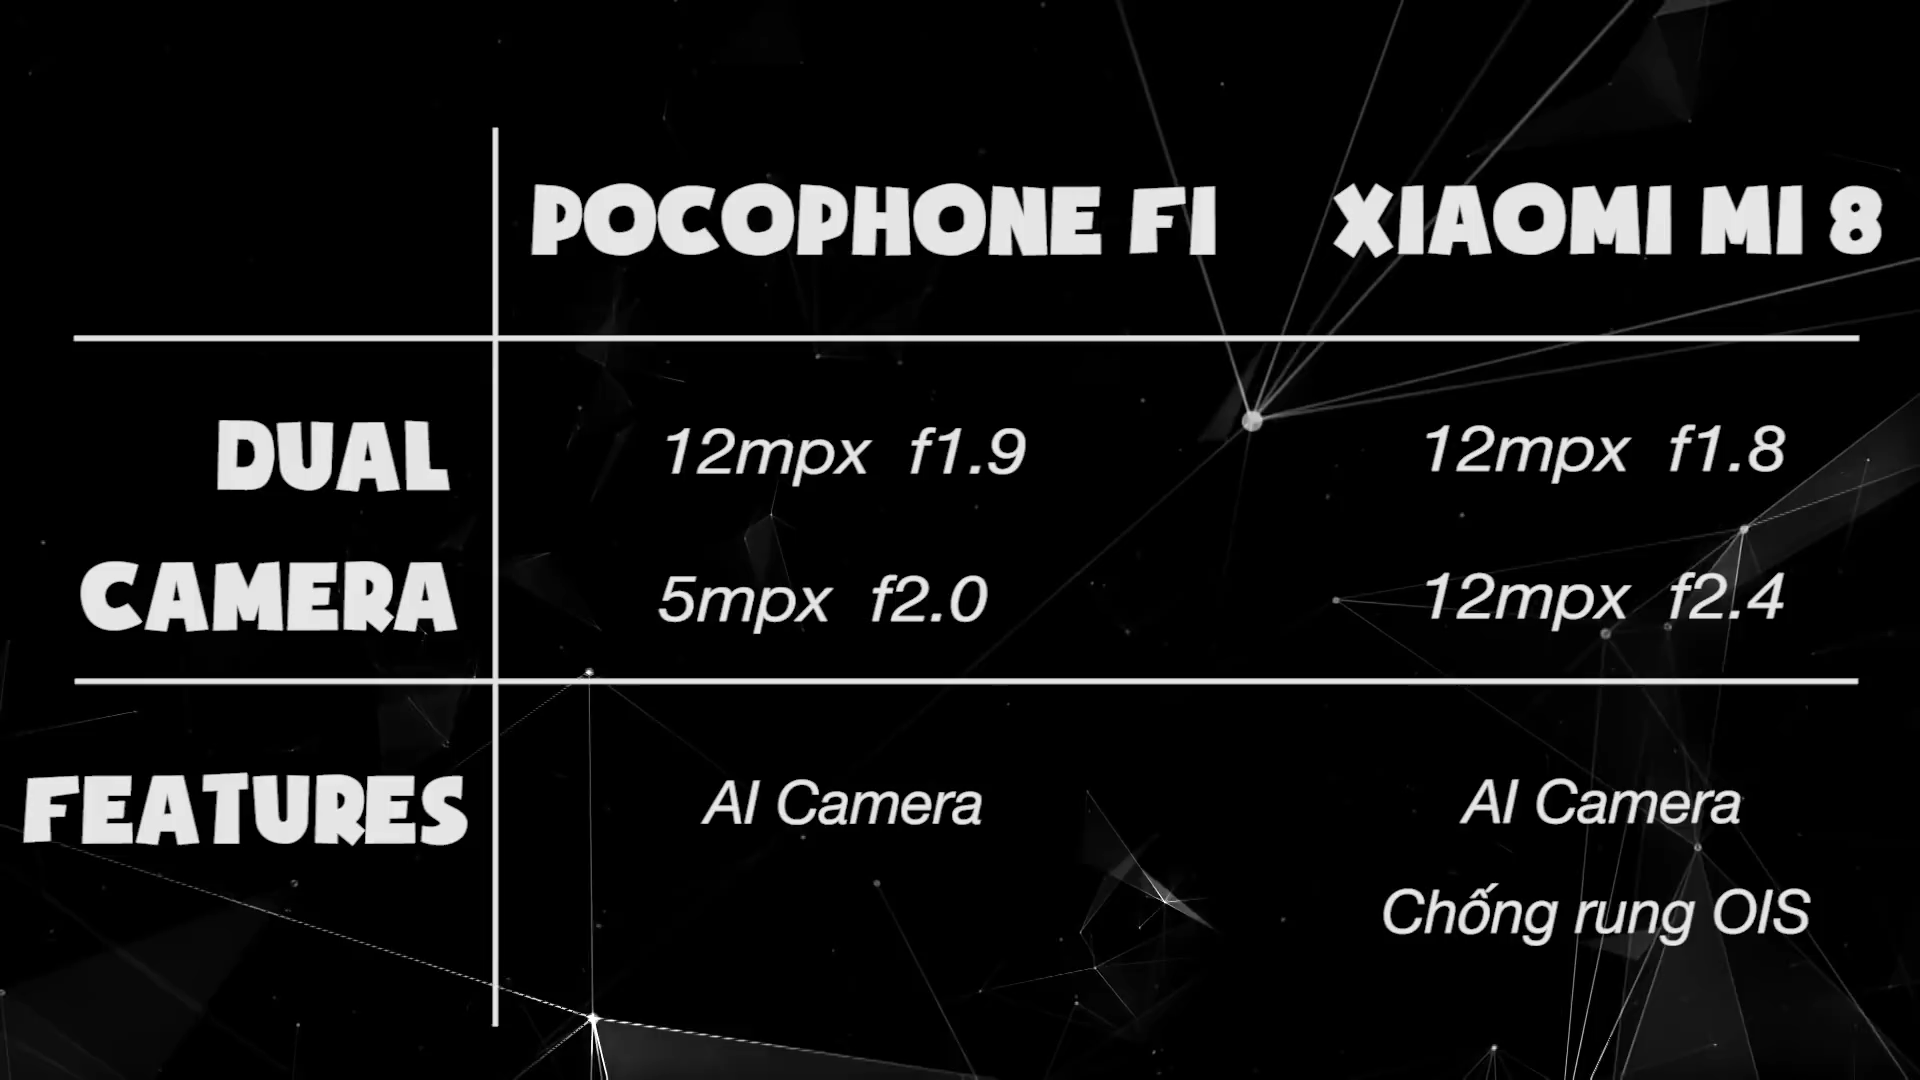 POCOPHONE F1 XIAOMI MI 8
DUAL CAMERA
12mpx f1.9 12mpx f1.8
5mpx f2.0 12mpx f2.4
FEATURES AI Camera AI Camera
Chống rung OIS